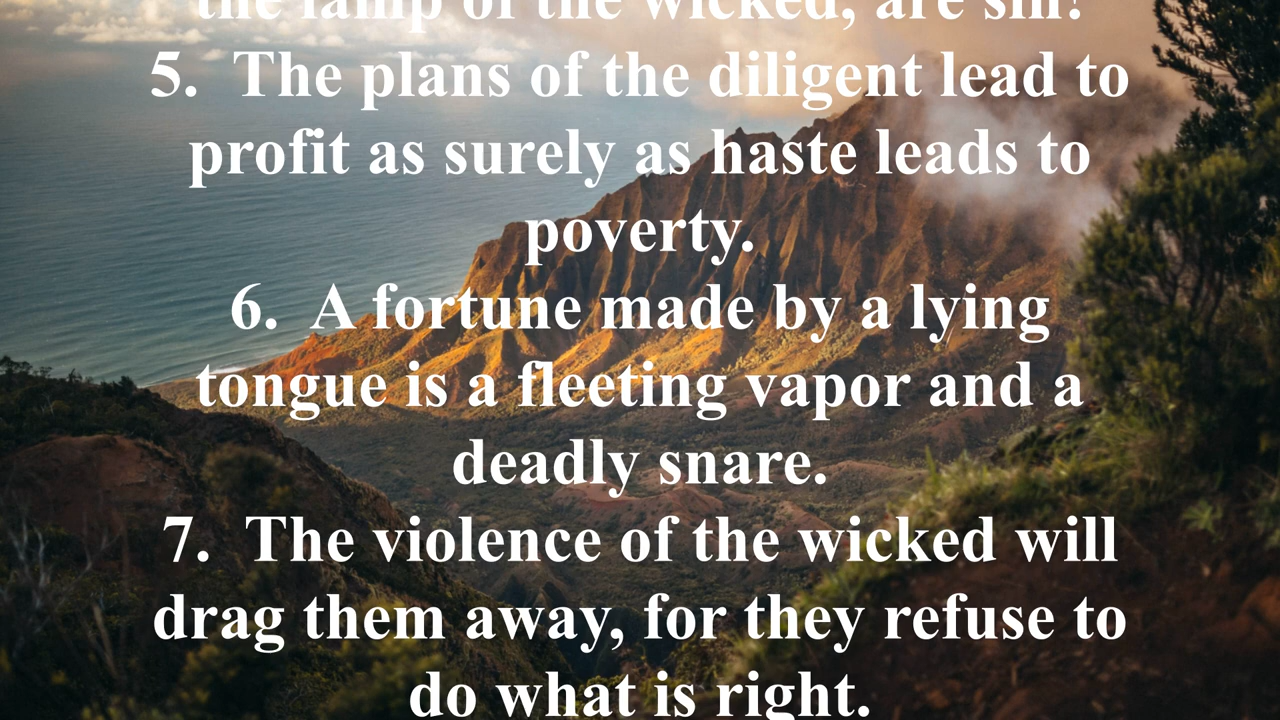 the lamp of the wicked, are sin!
5.  The plans of the diligent lead to
profit as surely as haste leads to
poverty.
6.  A fortune made by a lying
tongue is a fleeting vapor and a
deadly snare.
7.  The violence of the wicked will
drag them away, for they refuse to
do what is right.